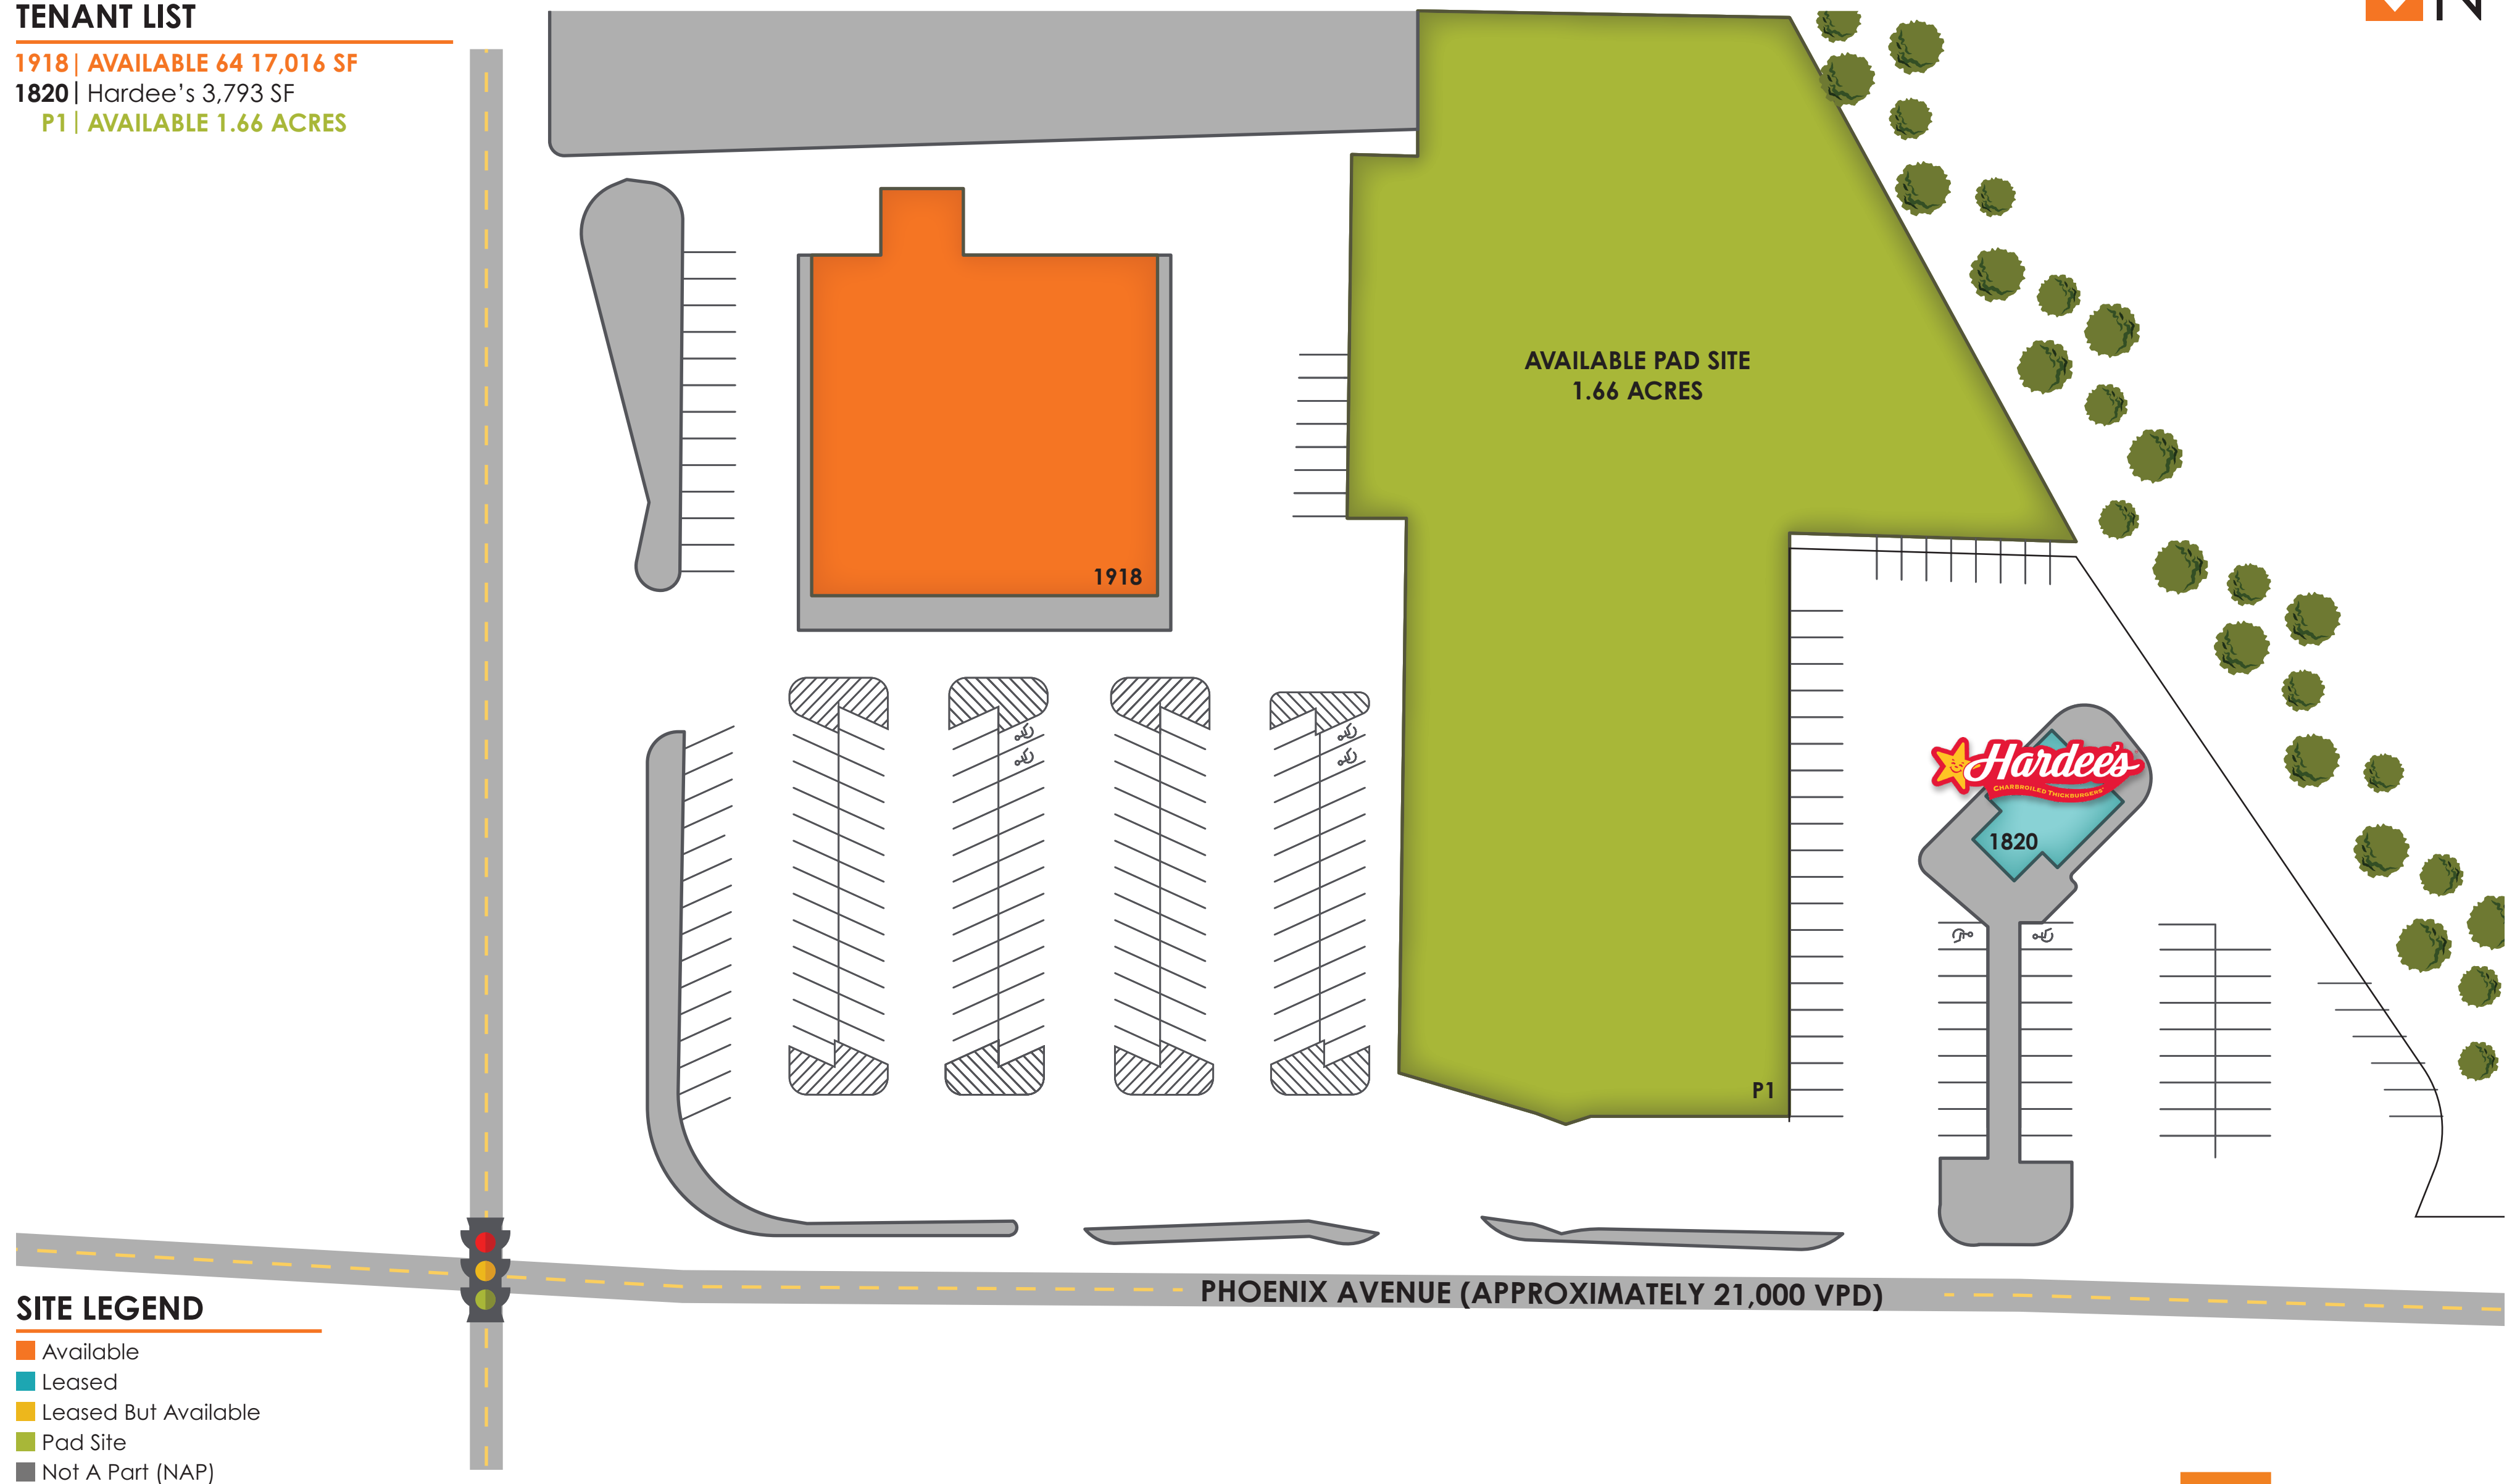 TENANT LIST
1918 | AVAILABLE 64 17,016 SF
1820 | Hardee's 3,793 SF
P1 | AVAILABLE 1.66 ACRES
N
AVAILABLE PAD SITE
1.66 ACRES
1918
Hardee's
CHARBROILED THICKBURGERS
1820
P1
PHOENIX AVENUE (APPROXIMATELY 21,000 VPD)
SITE LEGEND
Available
Leased
Leased But Available
Pad Site
Not A Part (NAP)